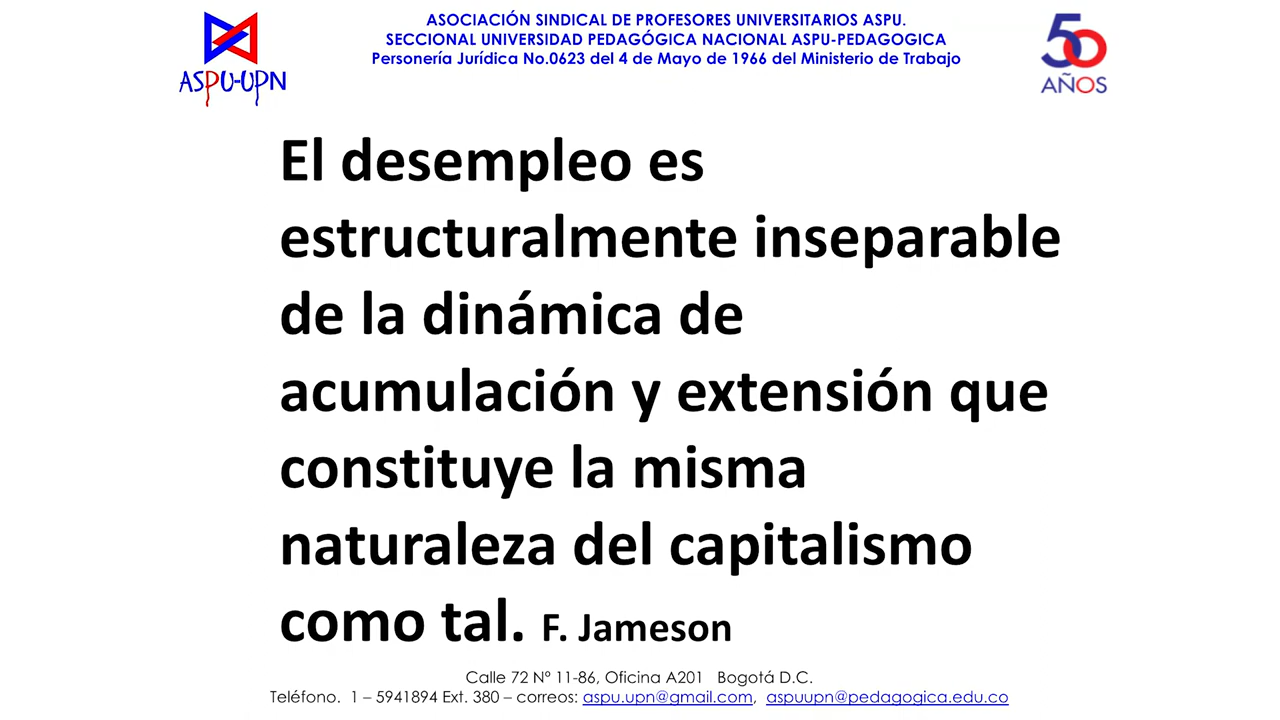 ASOCIACIÓN SINDICAL DE PROFESORES UNIVERSITARIOS ASPU.
SECCIONAL UNIVERSIDAD PEDAGÓGICA NACIONAL ASPU-PEDAGOGICA
Personería Jurídica No.0623 del 4 de Mayo de 1966 del Ministerio de Trabajo
ASPU-UPN
50
AÑOS
El desempleo es
estructuralmente inseparable
de la dinámica de
acumulación y extensión que
constituye la misma
naturaleza del capitalismo
como tal. F. Jameson
Calle 72 Nº 11-86, Oficina A201 Bogotá D.C.
Teléfono. 1 – 5941894 Ext. 380 – correos: aspu.upn@gmail.com, aspuupn@pedagogica.edu.co